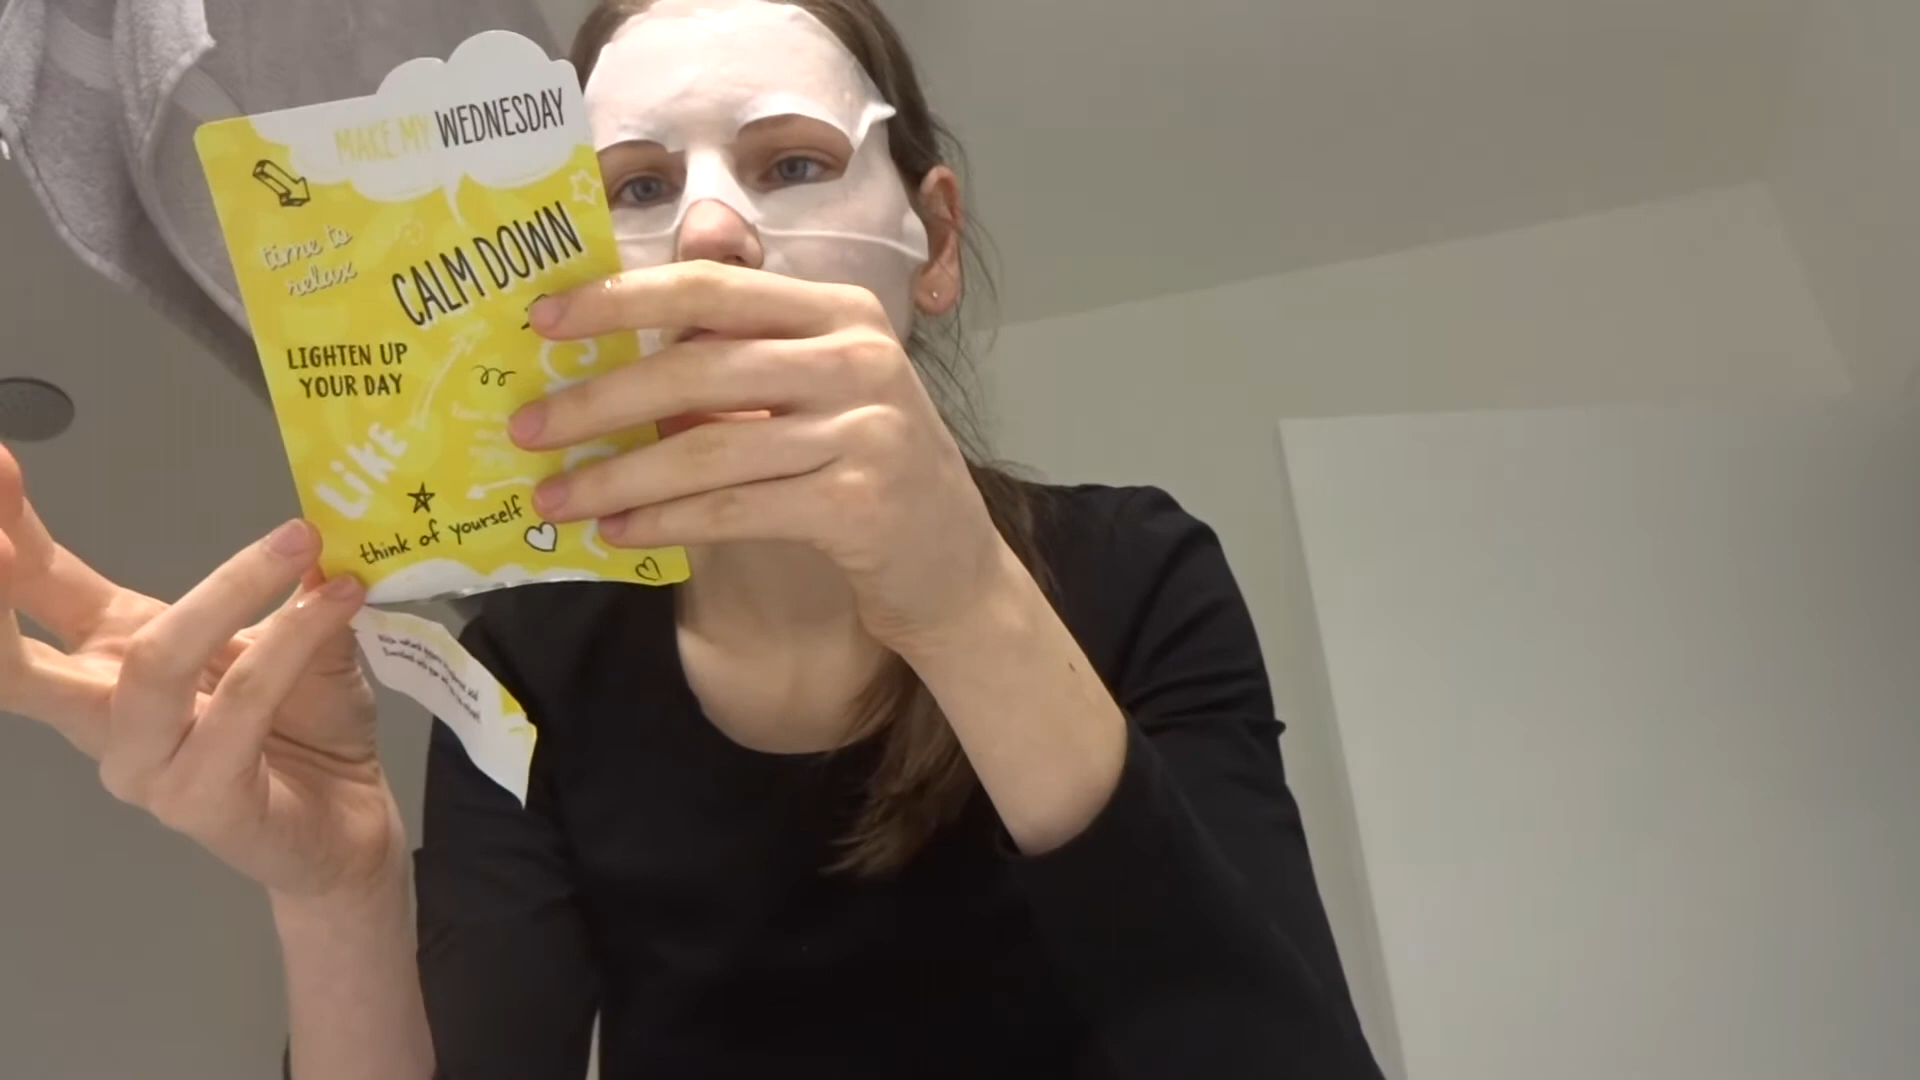 MAKE MY WEDNESDAY
time to
relax
CALM DOWN
LIGHTEN UP
YOUR DAY
LIKE
think of yourself